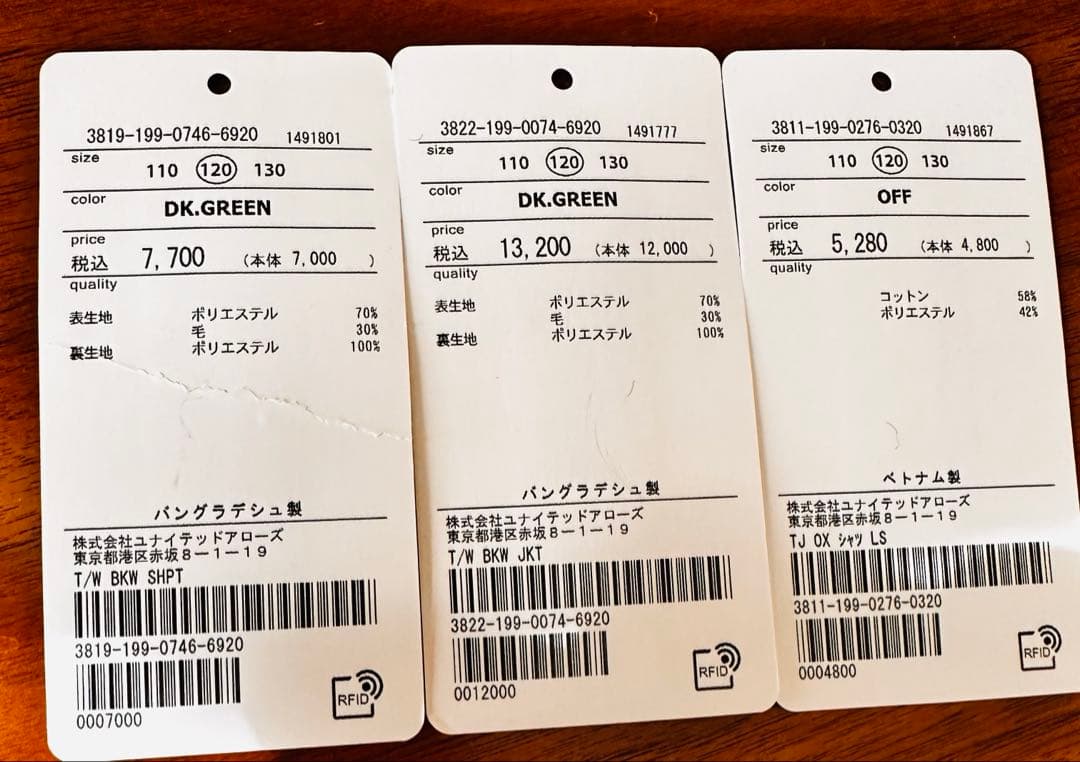 3819-199-0746-6920 1491801
size
110 120 130
color
DK.GREEN
price
税込 7,700 (本体 7,000 )
quality
表生地 ポリエステル 70%
毛 30%
裏生地 ポリエステル 100%
バングラデシュ製
株式会社ユナイテッドアローズ
東京都港区赤坂8-1-19
T/W BKW SHPT
3819-199-0746-6920
0007000
RFID
3822-199-0074-6920 1491777
size
110 120 130
color
DK.GREEN
price
税込 13,200 (本体 12,000 )
quality
表生地 ポリエステル 70%
毛 30%
裏生地 ポリエステル 100%
バングラデシュ製
株式会社ユナイテッドアローズ
東京都港区赤坂8-1-19
T/W BKW JKT
3822-199-0074-6920
0012000
RFID
3811-199-0276-0320 1491867
size
110 120 130
color
OFF
price
税込 5,280 (本体 4,800 )
quality
コットン 58%
ポリエステル 42%
ベトナム製
株式会社ユナイテッドアローズ
東京都港区赤坂8-1-19
TJ OX シャツ LS
3811-199-0276-0320
0004800
RFID